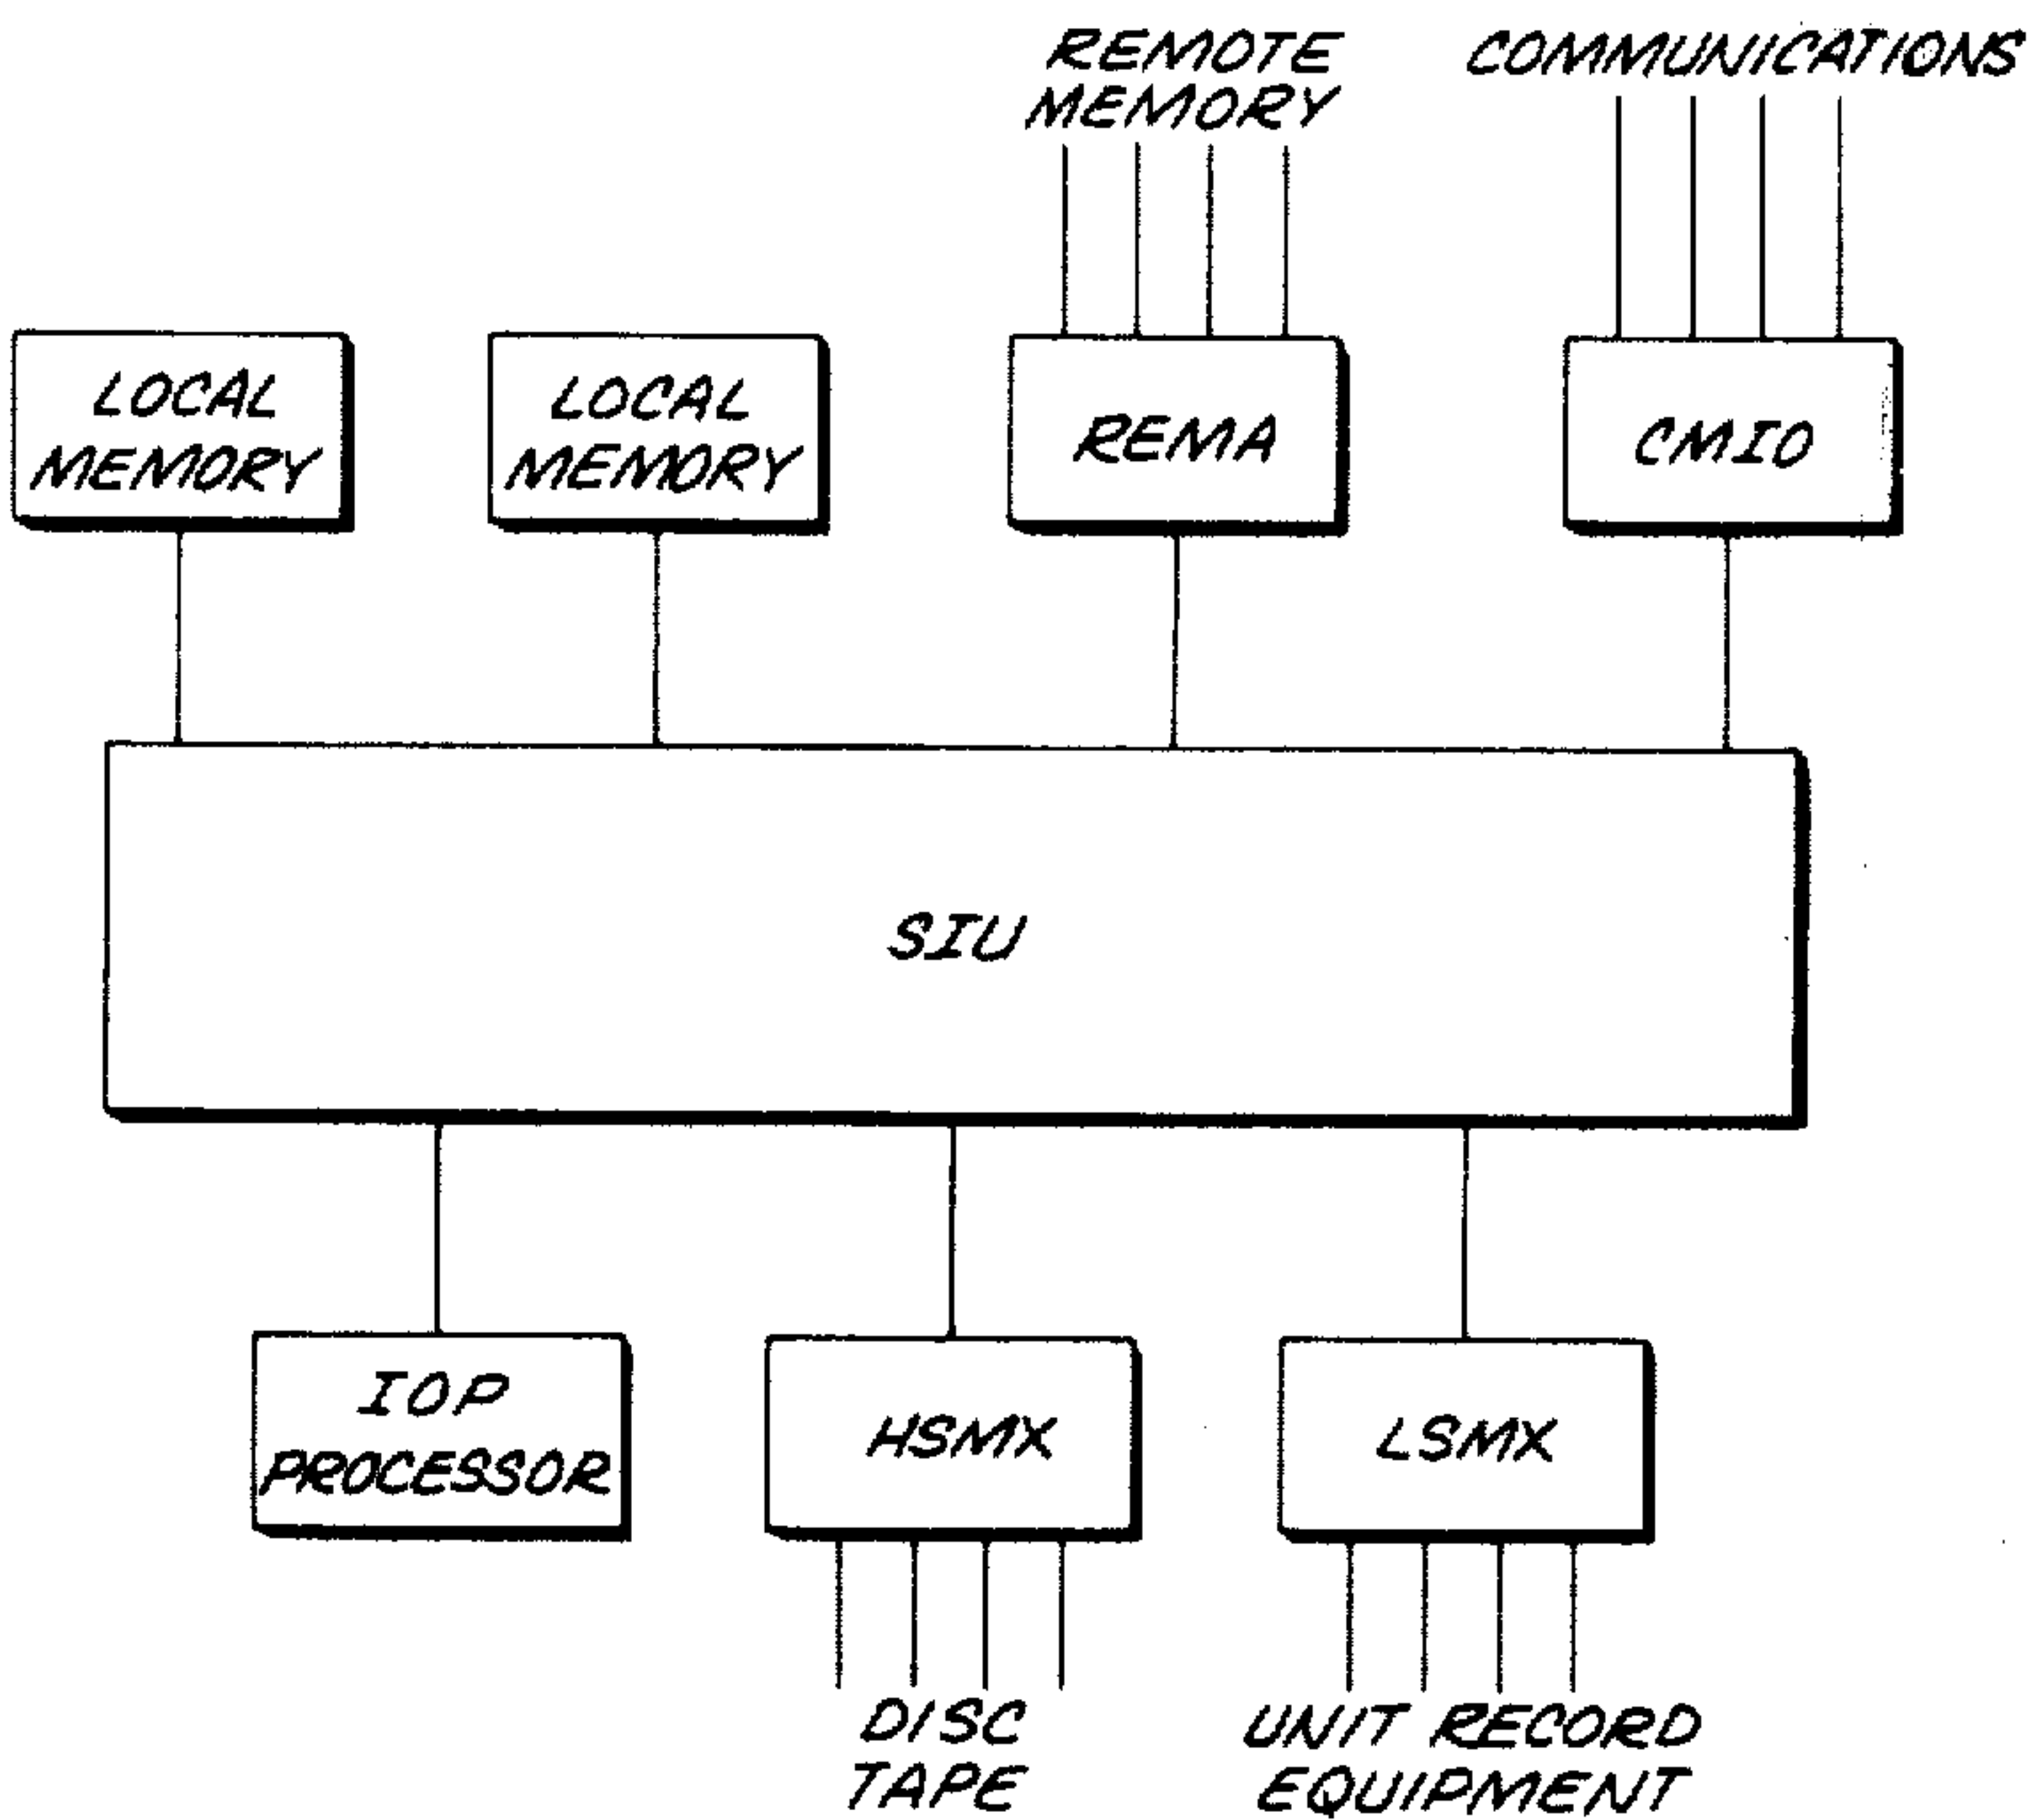 REMOTE
MEMORY
COMMUNICATIONS
LOCAL
MEMORY
LOCAL
MEMORY
REMA
CMIO
SIU
IOP
PROCESSOR
HSMX
LSMX
DISC
TAPE
UNIT RECORD
EQUIPMENT